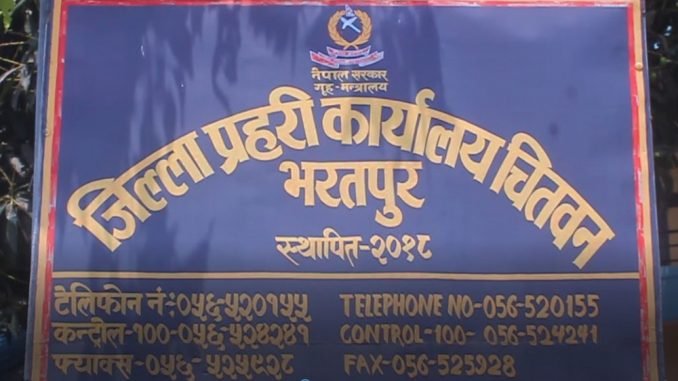 नेपाल सरकार
गृह-मन्त्रालय
जिल्ला प्रहरी कार्यालय चितवन
भरतपुर
स्थापित-२०१८
टेलिफोन नं:०५६-५२०१५५ TELEPHONE NO-056-520155
कन्ट्रोल-100-०५६-५२४२४१ CONTROL-100- 056-524241
फ्याक्स-०५६-५२५९२८ FAX-056-525928